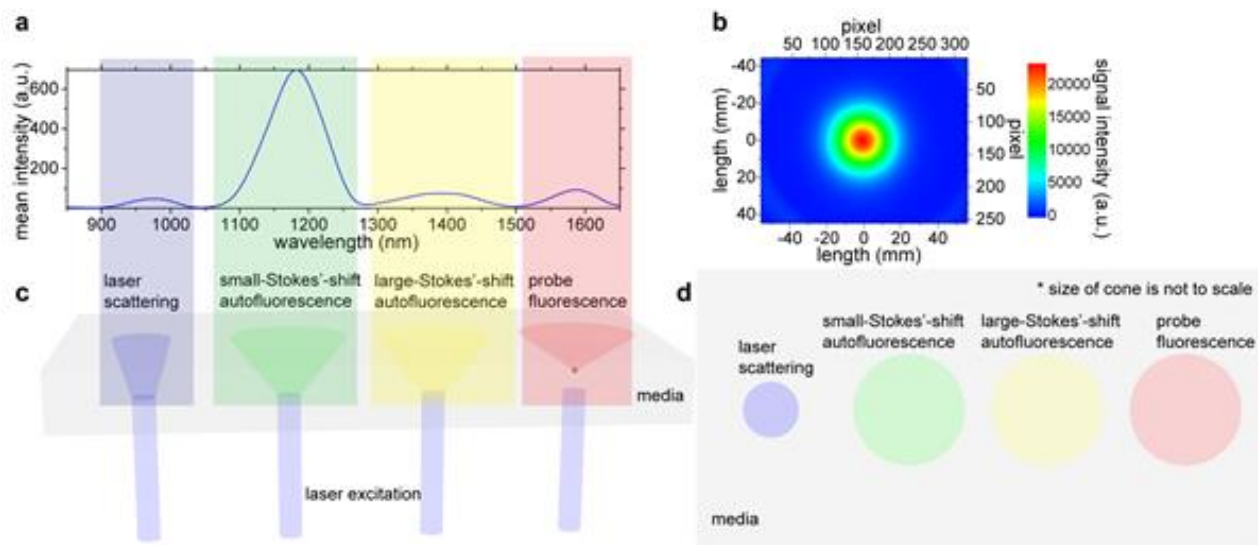 a
mean intensity (a.u.)
600
400
200
900 1000 1100 1200 1300 1400 1500 1600
wavelength (nm)
b
pixel
50 100 150 200 250 300
length (mm)
-40
-20
0
20
40
50
100
150
200
250
pixel
-40 -20 0 20 40
length (mm)
20000
15000
10000
5000
0
signal intensity (a.u.)
c
laser
scattering
small-Stokes'-shift
autofluorescence
large-Stokes'-shift
autofluorescence
probe
fluorescence
media
laser excitation
d
* size of cone is not to scale
laser
scattering
small-Stokes'-shift
autofluorescence
large-Stokes'-shift
autofluorescence
probe
fluorescence
media